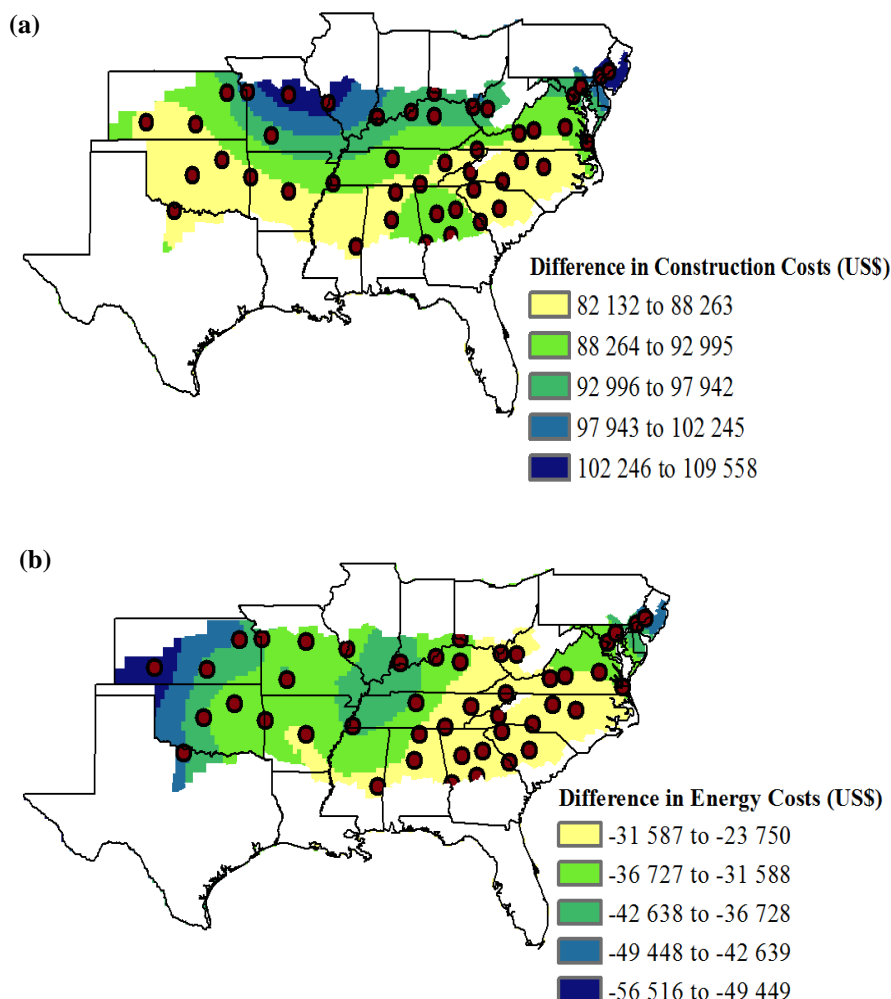 (a)
Difference in Construction Costs (US$)
82 132 to 88 263
88 264 to 92 995
92 996 to 97 942
97 943 to 102 245
102 246 to 109 558
(b)
Difference in Energy Costs (US$)
-31 587 to -23 750
-36 727 to -31 588
-42 638 to -36 728
-49 448 to -42 639
-56 516 to -49 449